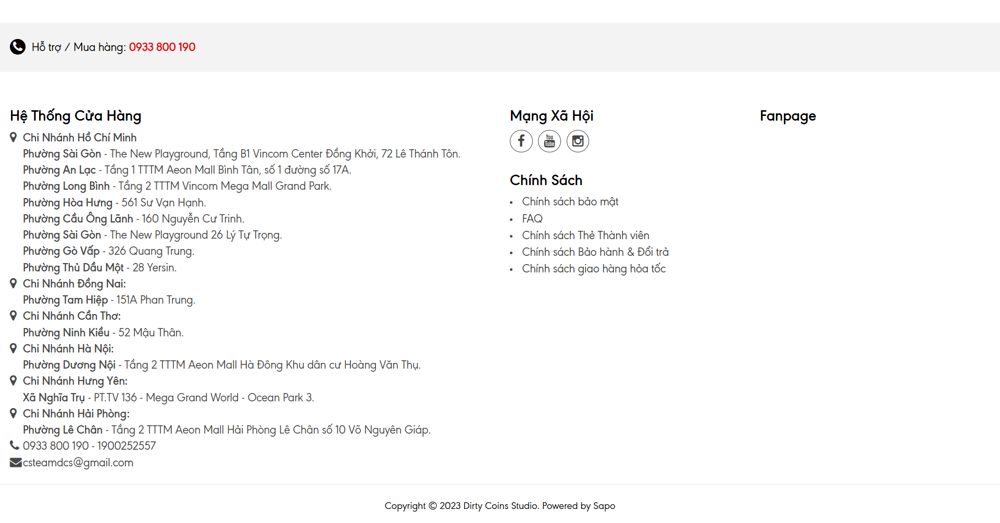 Hỗ trợ / Mua hàng: 0933 800 190
Hệ Thống Cửa Hàng
Chi Nhánh Hồ Chí Minh
Phường Sài Gòn - The New Playground, Tầng B1 Vincom Center Đồng Khởi, 72 Lê Thánh Tôn.
Phường An Lạc - Tầng 1 TTTM Aeon Mall Bình Tân, số 1 đường số 17A.
Phường Long Bình - Tầng 2 TTTM Vincom Mega Mall Grand Park.
Phường Hòa Hưng - 561 Sư Vạn Hạnh.
Phường Cầu Ông Lãnh - 160 Nguyễn Cư Trinh.
Phường Sài Gòn - The New Playground 26 Lý Tự Trọng.
Phường Gò Vấp - 326 Quang Trung.
Phường Thủ Dầu Một - 28 Yersin.
Chi Nhánh Đồng Nai:
Phường Tam Hiệp - 151A Phan Trung.
Chi Nhánh Cần Thơ:
Phường Ninh Kiều - 52 Mậu Thân.
Chi Nhánh Hà Nội:
Phường Dương Nội - Tầng 2 TTTM Aeon Mall Hà Đông Khu dân cư Hoàng Văn Thụ.
Chi Nhánh Hưng Yên:
Xã Nghĩa Trụ - PT.TV 136 - Mega Grand World - Ocean Park 3.
Chi Nhánh Hải Phòng:
Phường Lê Chân - Tầng 2 TTTM Aeon Mall Hải Phòng Lê Chân số 10 Võ Nguyên Giáp.
0933 800 190 - 1900252557
csteamdcs@gmail.com
Mạng Xã Hội
You
Tube
Chính Sách
Chính sách bảo mật
FAQ
Chính sách Thẻ Thành viên
Chính sách Bảo hành & Đổi trả
Chính sách giao hàng hỏa tốc
Fanpage
Copyright © 2023 Dirty Coins Studio. Powered by Sapo